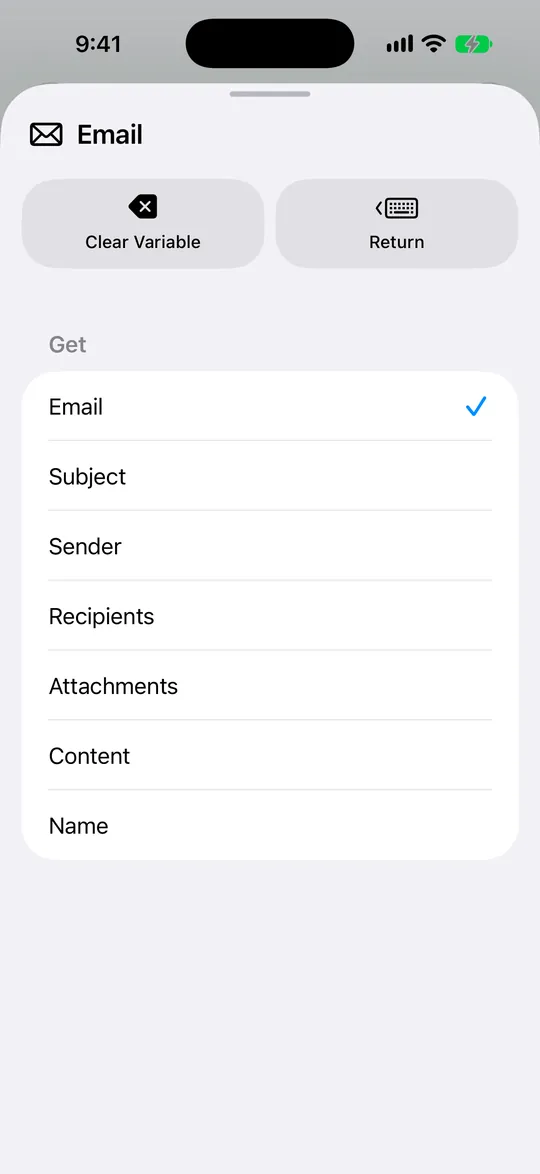 9:41
Email
Clear Variable
Return
Get
Email
Subject
Sender
Recipients
Attachments
Content
Name